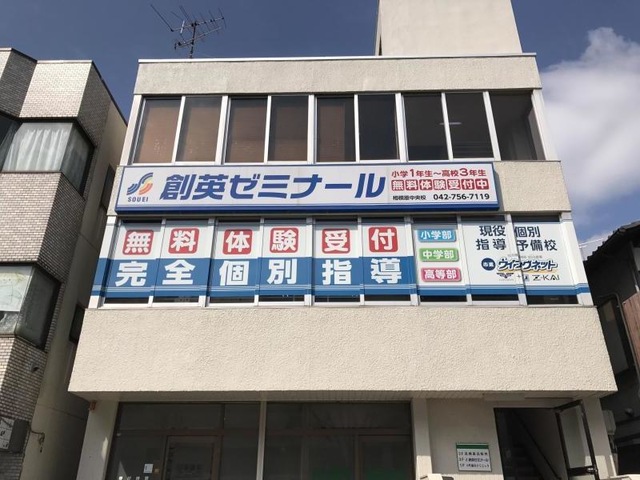 創英ゼミナール
SOUEI
小学1年生～高校3年生
無料体験受付中
相模原中央校 042-756-7119
無料体験受付
完全個別指導
小学部
中学部
高等部
現役 個別
指導 予備校
ウイングネット
Z-KAI